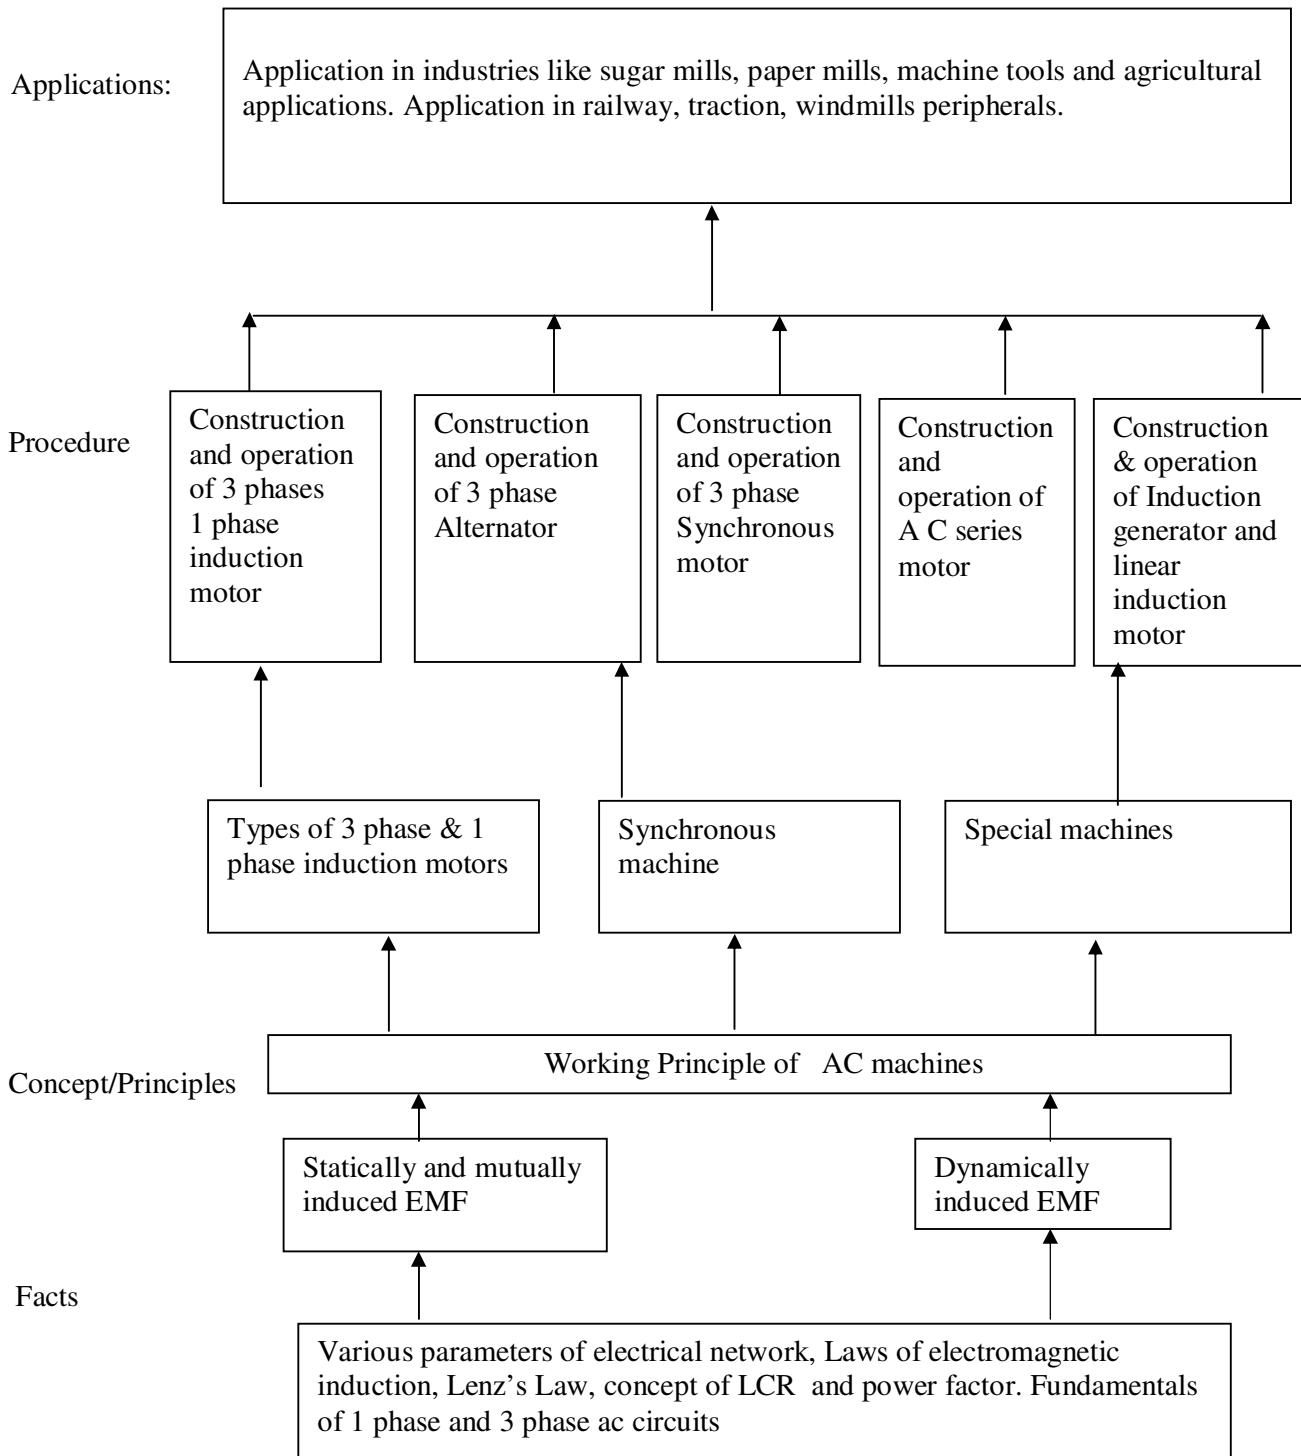 Applications:
Application in industries like sugar mills, paper mills, machine tools and agricultural
applications. Application in railway, traction, windmills peripherals.
Procedure
Construction
and operation
of 3 phases
1 phase
induction
motor
Construction
and operation
of 3 phase
Alternator
Construction
and operation
of 3 phase
Synchronous
motor
Construction
and
operation of
A C series
motor
Construction
& operation
of Induction
generator and
linear
induction
motor
Types of 3 phase & 1
phase induction motors
Synchronous
machine
Special machines
Concept/Principles
Working Principle of AC machines
Statically and mutually
induced EMF
Dynamically
induced EMF
Facts
Various parameters of electrical network, Laws of electromagnetic
induction, Lenz’s Law, concept of LCR and power factor. Fundamentals
of 1 phase and 3 phase ac circuits